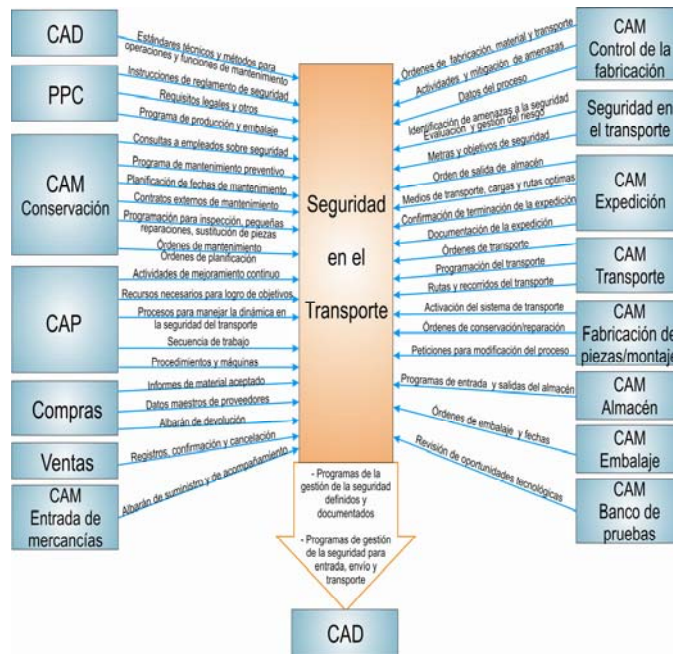 CAD
Estándares técnicos y métodos para
operaciones y funciones de mantenimiento
PPC
Instrucciones de reglamento de seguridad
Requisitos legales y otros
Programa de producción y embalaje
CAM
Conservación
Consultas a empleados sobre seguridad
Programa de mantenimiento preventivo
Planificación de fechas de mantenimiento
Contratos externos de mantenimiento
Programación para inspección, pequeñas
reparaciones, sustitución de piezas
Órdenes de mantenimiento
Órdenes de planificación
CAP
Actividades de mejoramiento continuo
Recursos necesarios para logro de objetivos
Procesos para manejar la dinámica en
la seguridad del transporte
Secuencia de trabajo
Procedimientos y máquinas
Compras
Informes de material aceptado
Datos maestros de proveedores
Albarán de devolución
Ventas
Registros, confirmación y cancelación
CAM
Entrada de
mercancías
Albarán de suministro y de acompañamiento
Seguridad
en el
Transporte
CAM
Control de la
fabricación
Órdenes de fabricación, material y transporte
Actividades y mitigación de amenazas
Datos del proceso
Seguridad en
el transporte
Identificación de amenazas a la seguridad
Evaluación y gestión del riesgo
Metras y objetivos de seguridad
CAM
Expedición
Orden de salida de almacén
Medios de transporte, cargas y rutas optimas
Confirmación de terminación de la expedición
Documentación de la expedición
Órdenes de transporte
CAM
Transporte
Programación del transporte
Rutas y recorridos del transporte
CAM
Fabricación de
piezas/montaje
Activación del sistema de transporte
Órdenes de conservación/reparación
Peticiones para modificación del proceso
CAM
Almacén
Programas de entrada y salidas del almacén
CAM
Embalaje
Órdenes de embalaje y fechas
CAM
Banco de
pruebas
Revisión de oportunidades tecnológicas
- Programas de la
gestión de la seguridad
definidos y
documentados
- Programas de gestión
de la seguridad para
entrada, envío y
transporte
CAD